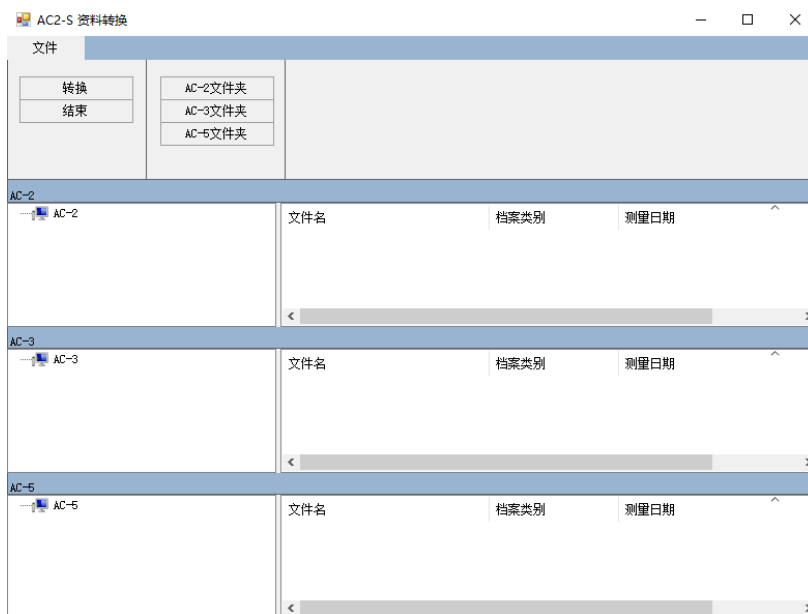 AC2-S 资料转换
文件
转换
结束
AC-2文件夹
AC-3文件夹
AC-5文件夹
AC-2
AC-2
文件名 档案类别 测量日期
AC-3
AC-3
文件名 档案类别 测量日期
AC-5
AC-5
文件名 档案类别 测量日期